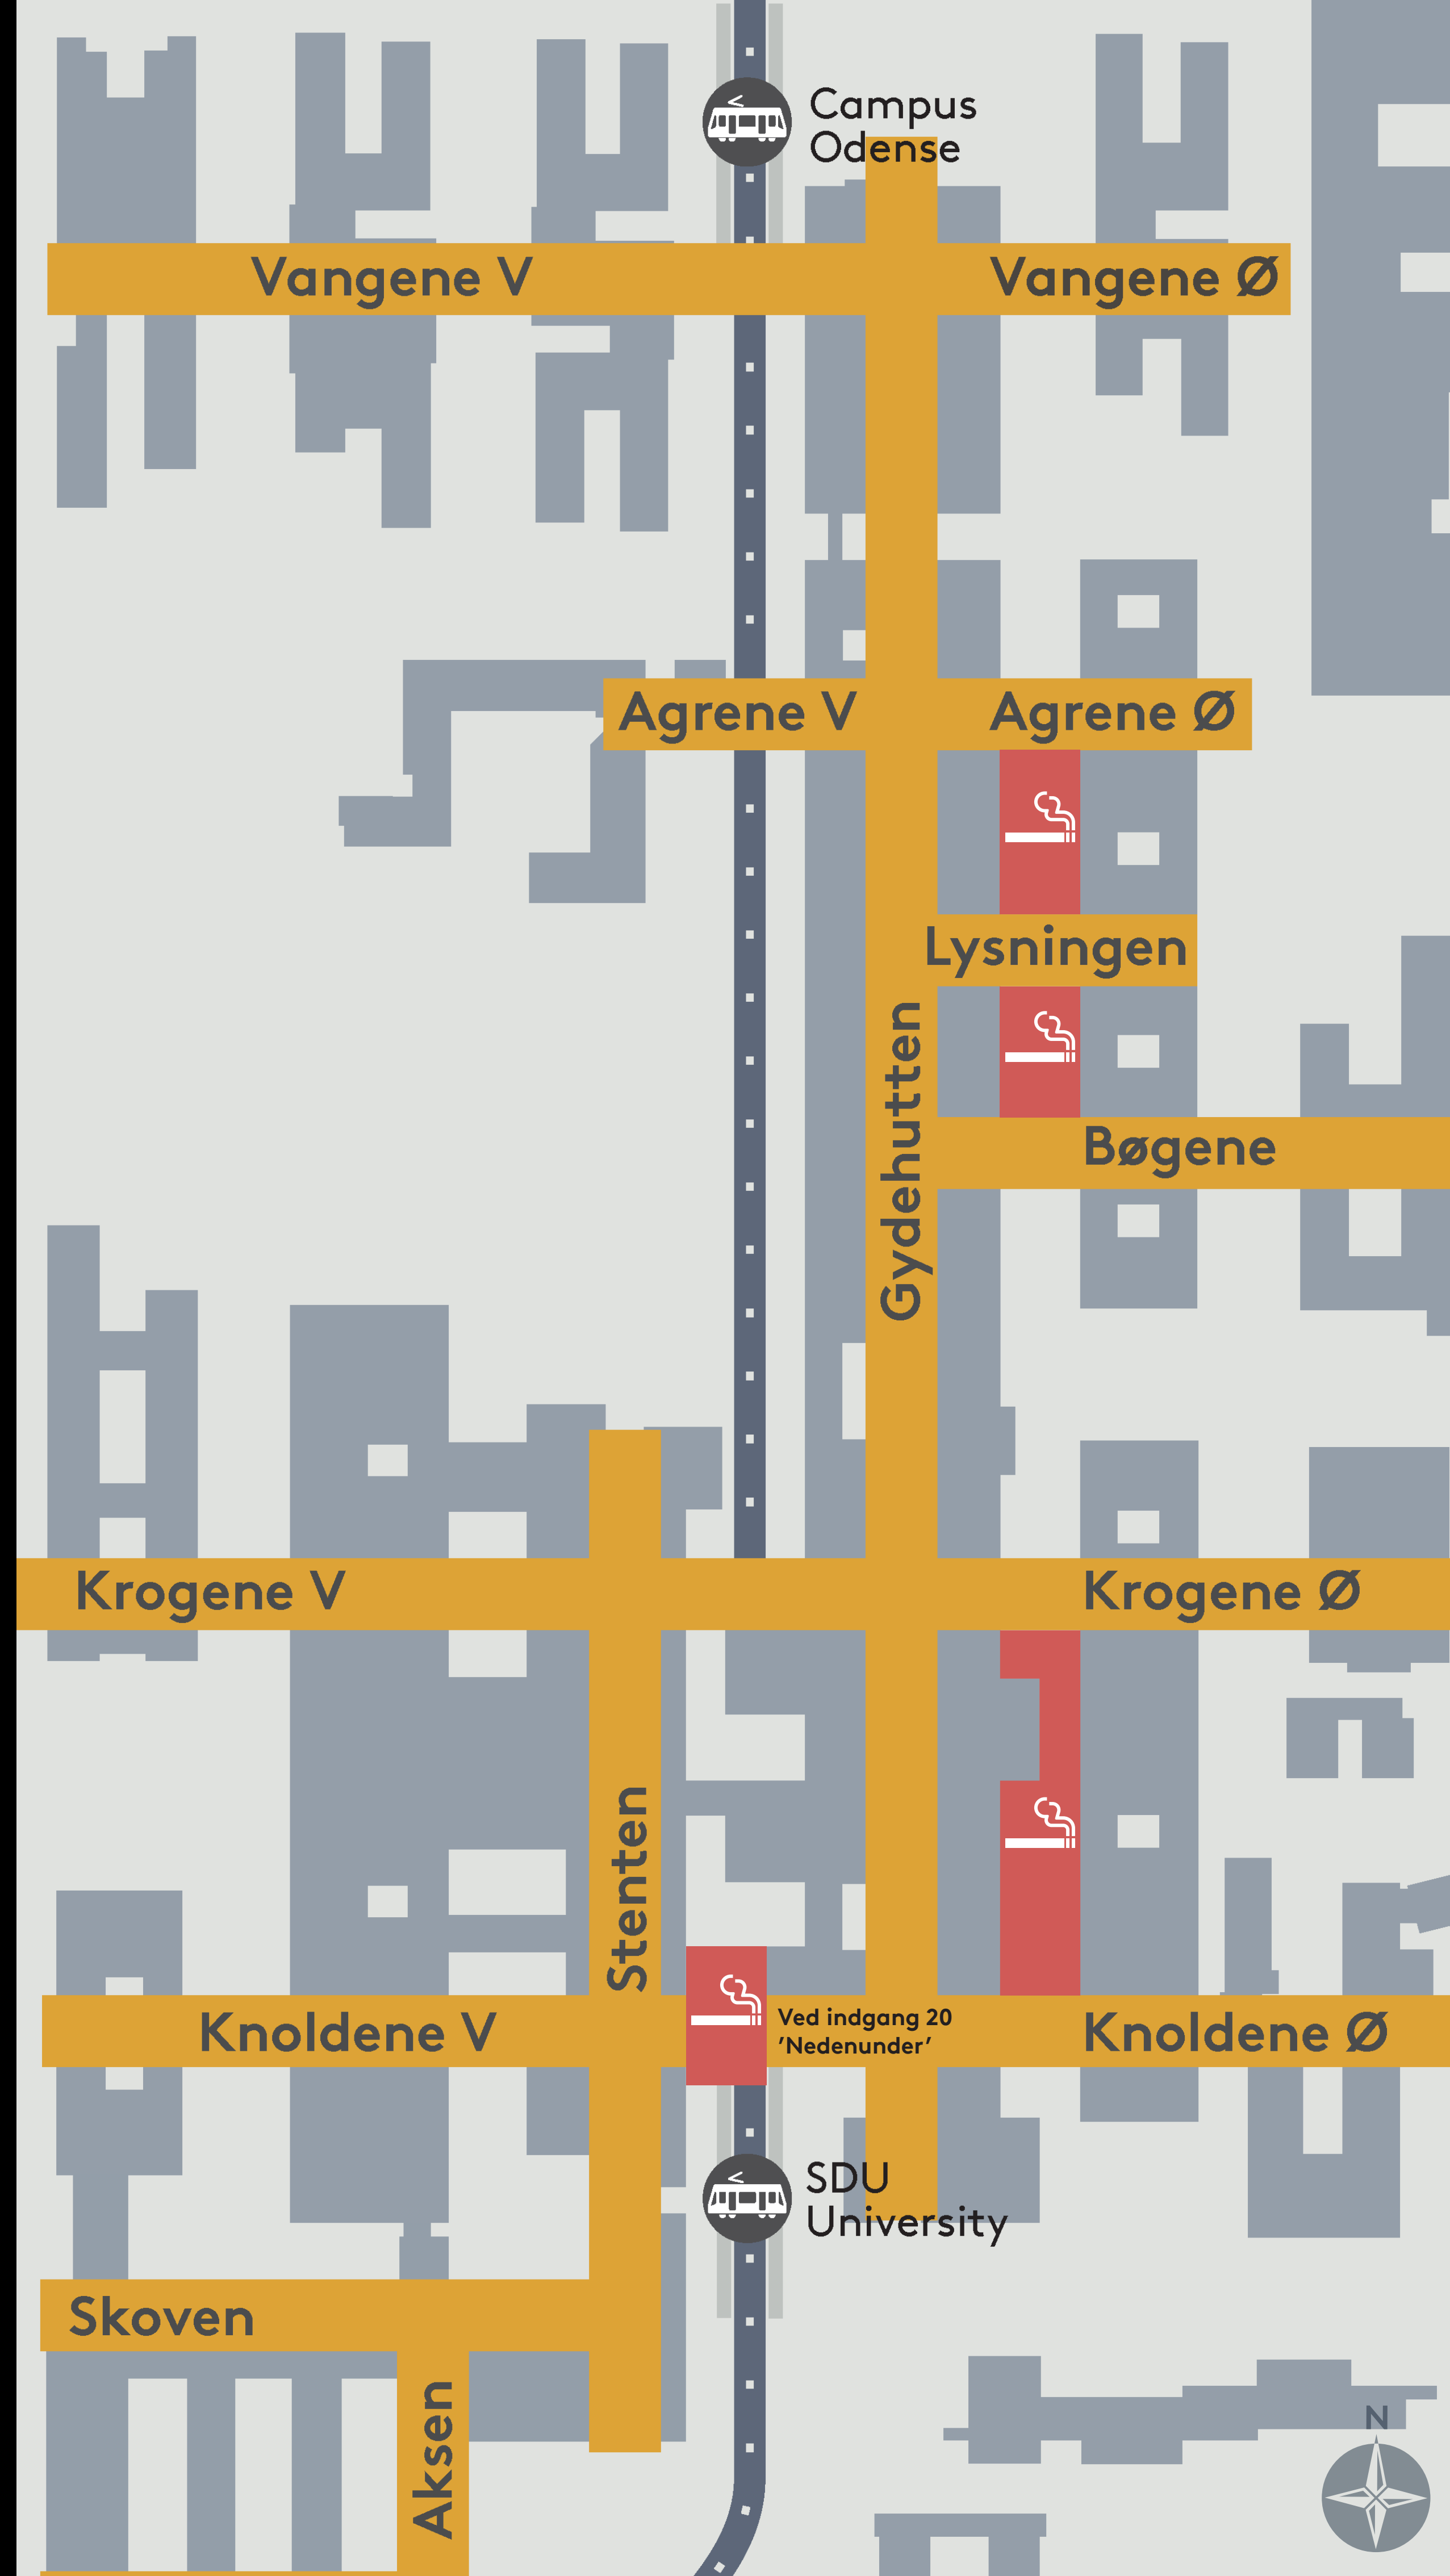 Campus
Odense
Vangene V
Vangene Ø
Agrene V
Agrene Ø
Lysningen
Gydehutten
Bøgene
Krogene V
Krogene Ø
Stenten
Knoldene V
Ved indgang 20
’Nedenunder’
Knoldene Ø
SDU
University
Skoven
Aksen
N